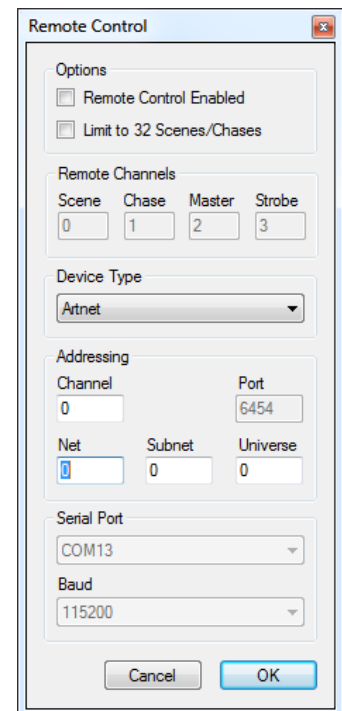 Remote Control
Options
Remote Control Enabled
Limit to 32 Scenes/Chases
Remote Channels
Scene Chase Master Strobe
0 1 2 3
Device Type
Artnet
Addressing
Channel Port
0 6454
Net Subnet Universe
0 0 0
Serial Port
COM13
Baud
115200
Cancel OK